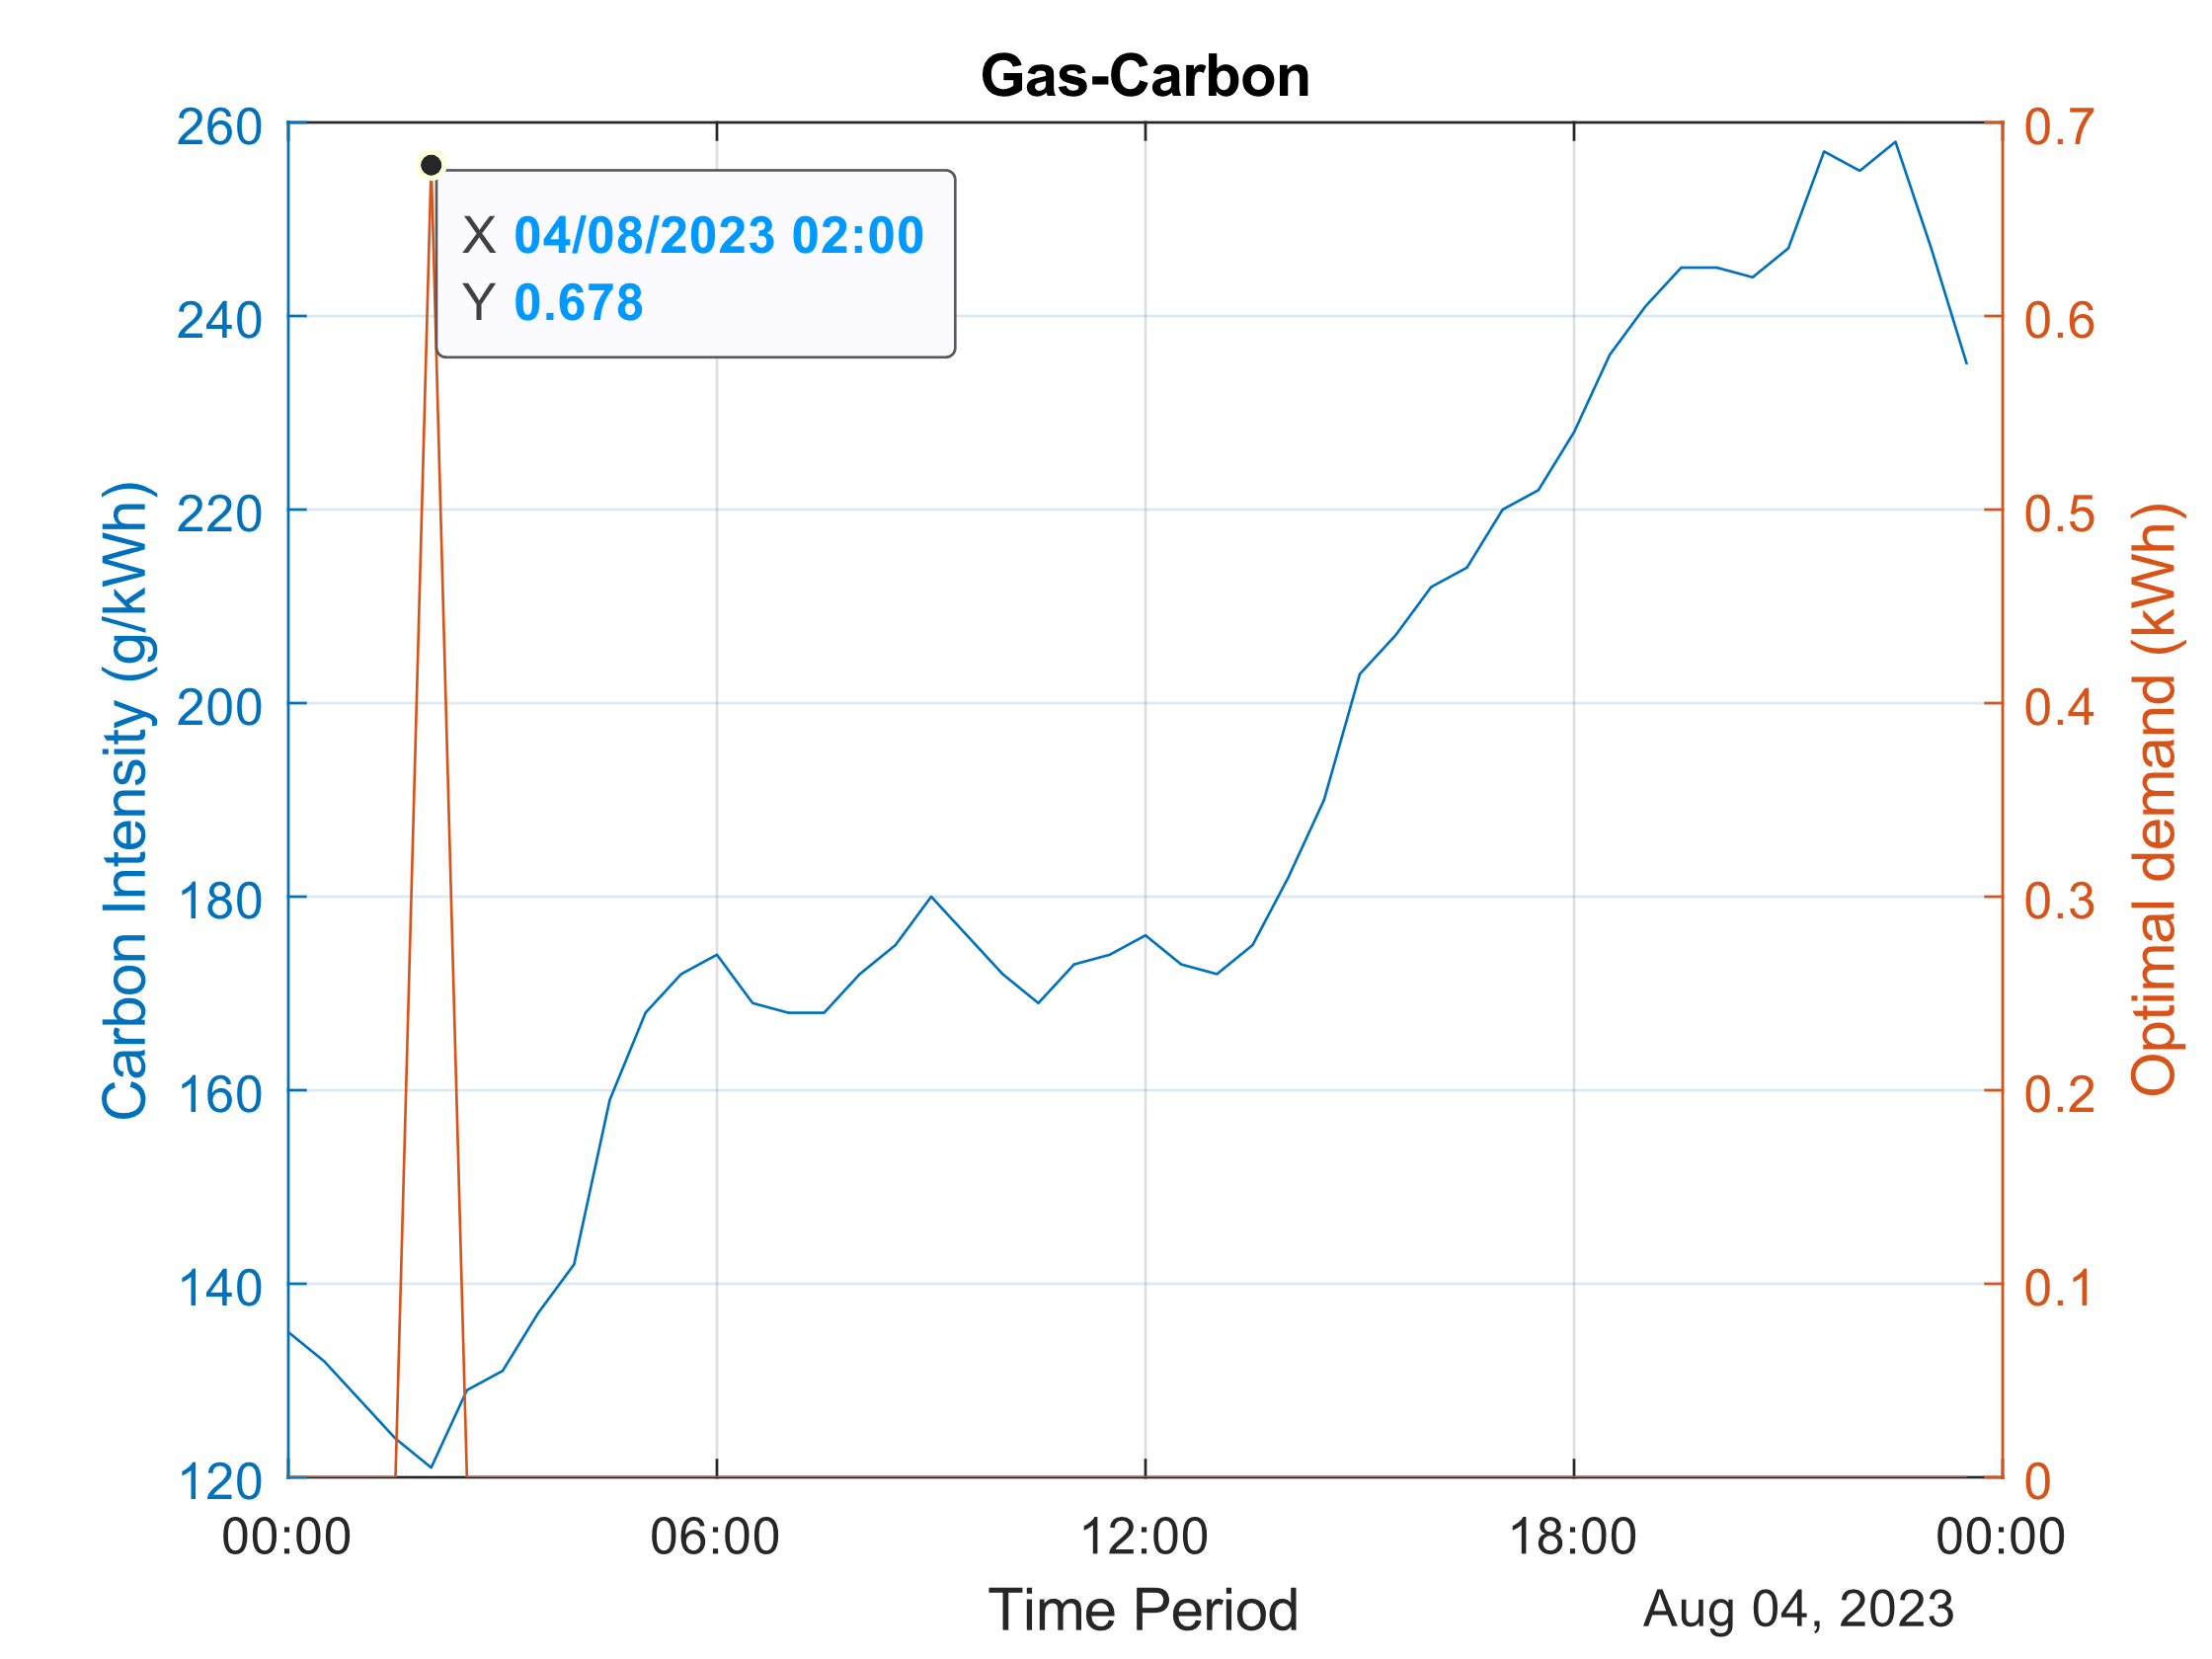 Gas-Carbon
260
240
220
200
180
160
140
120
Carbon Intensity (g/kWh)
X 04/08/2023 02:00
Y 0.678
0.7
0.6
0.5
0.4
0.3
0.2
0.1
0
Optimal demand (kWh)
00:00 06:00 12:00 18:00 00:00
Time Period
Aug 04, 2023